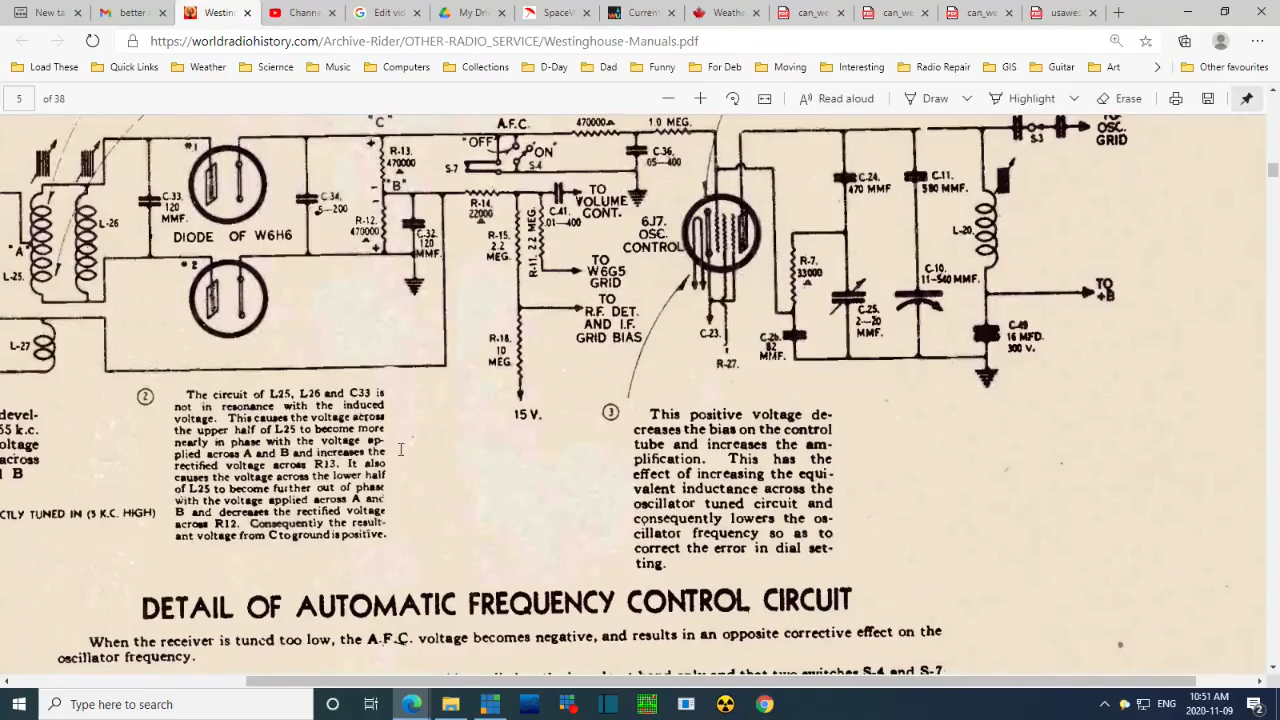 New ta
better
Westing
Channe
Edit vid
My Dri
SpaceW
Current
Weathe
can_we
can_we
can_we
usawes
https://worldradiohistory.com/Archive-Rider/OTHER-RADIO_SERVICE/Westinghouse-Manuals.pdf
Load These
Quick Links
Weather
Science
Music
Computers
Collections
D-Day
Dad
Funny
For Deb
Moving
Interesting
Radio Repair
GIS
Guitar
Art
Other favourites
5 of 38
Read aloud
Draw
Highlight
Erase
"C"
A.F.C.
470000
1.0 MEG.
OSC.
GRID
"OFF"
"ON"
S-7
S-4
S-3
C.36.
.05-400
R-13.
470000
"B"
C.33.
120
MMF.
C.34.
.5-200
L-26
"A"
L-25.
DIODE OF W6H6
R-12.
470000
C.32.
120
MMF.
R-14.
22000
C.41.
.01-400
TO
VOLUME
CONT.
R-15.
2.2
MEG.
R-11. 2.2 MEG.
TO
W6G5
GRID
TO
R.F. DET.
AND I.F.
GRID BIAS
R-18.
10
MEG.
15 V.
L-27
6J7.
OSC.
CONTROL
C-23.
R-27.
C.24.
470 MMF
C.11.
580 MMF.
L-20.
R-7.
33000
C.25.
2-20
MMF.
C.10.
11-540 MMF.
C.26.
82
MMF.
TO
+B
C-49
16 MFD.
300 V.
devel-
55 k.c.
oltage
across
I B
CTLY TUNED IN (5 K.C. HIGH)
2
The circuit of L25, L26 and C33 is
not in resonance with the induced
voltage. This causes the voltage across
the upper half of L25 to become more
nearly in phase with the voltage ap-
plied across A and B and increases the
rectified voltage across R13. It also
causes the voltage across the lower half
of L25 to become further out of phase
with the voltage applied across A and
B and decreases the rectified voltage
across R12. Consequently the result-
ant voltage from C to ground is positive.
3
This positive voltage de-
creases the bias on the control
tube and increases the am-
plification. This has the
effect of increasing the equi-
valent inductance across the
oscillator tuned circuit and
consequently lowers the os-
cillator frequency so as to
correct the error in dial set-
ting.
DETAIL OF AUTOMATIC FREQUENCY CONTROL CIRCUIT
When the receiver is tuned too low, the A.F.C. voltage becomes negative, and results in an opposite corrective effect on the
oscillator frequency.
band only and that two switches S-4 and S-7
Type here to search
ENG
10:51 AM
2020-11-09
2